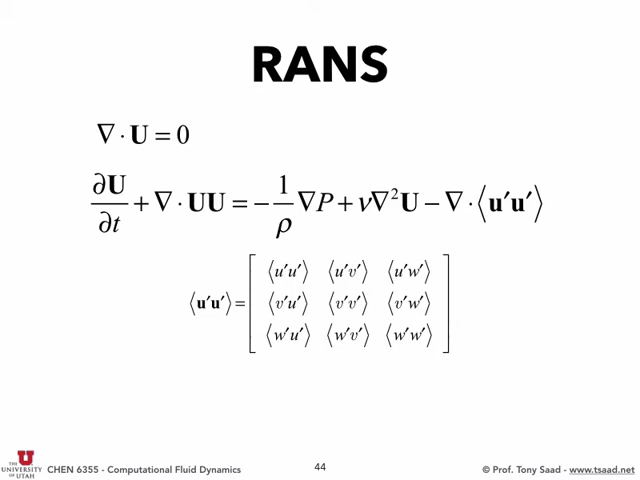 RANS
∇ · U = 0
∂U/∂t + ∇ · UU = −1/ρ ∇P + ν∇²U − ∇ · ⟨u′u′⟩
⟨u′u′⟩ = [ ⟨u′u′⟩ ⟨u′v′⟩ ⟨u′w′⟩
⟨v′u′⟩ ⟨v′v′⟩ ⟨v′w′⟩
⟨w′u′⟩ ⟨w′v′⟩ ⟨w′w′⟩ ]
THE
UNIVERSITY
OF UTAH
CHEN 6355 - Computational Fluid Dynamics
44
© Prof. Tony Saad - www.tsaad.net